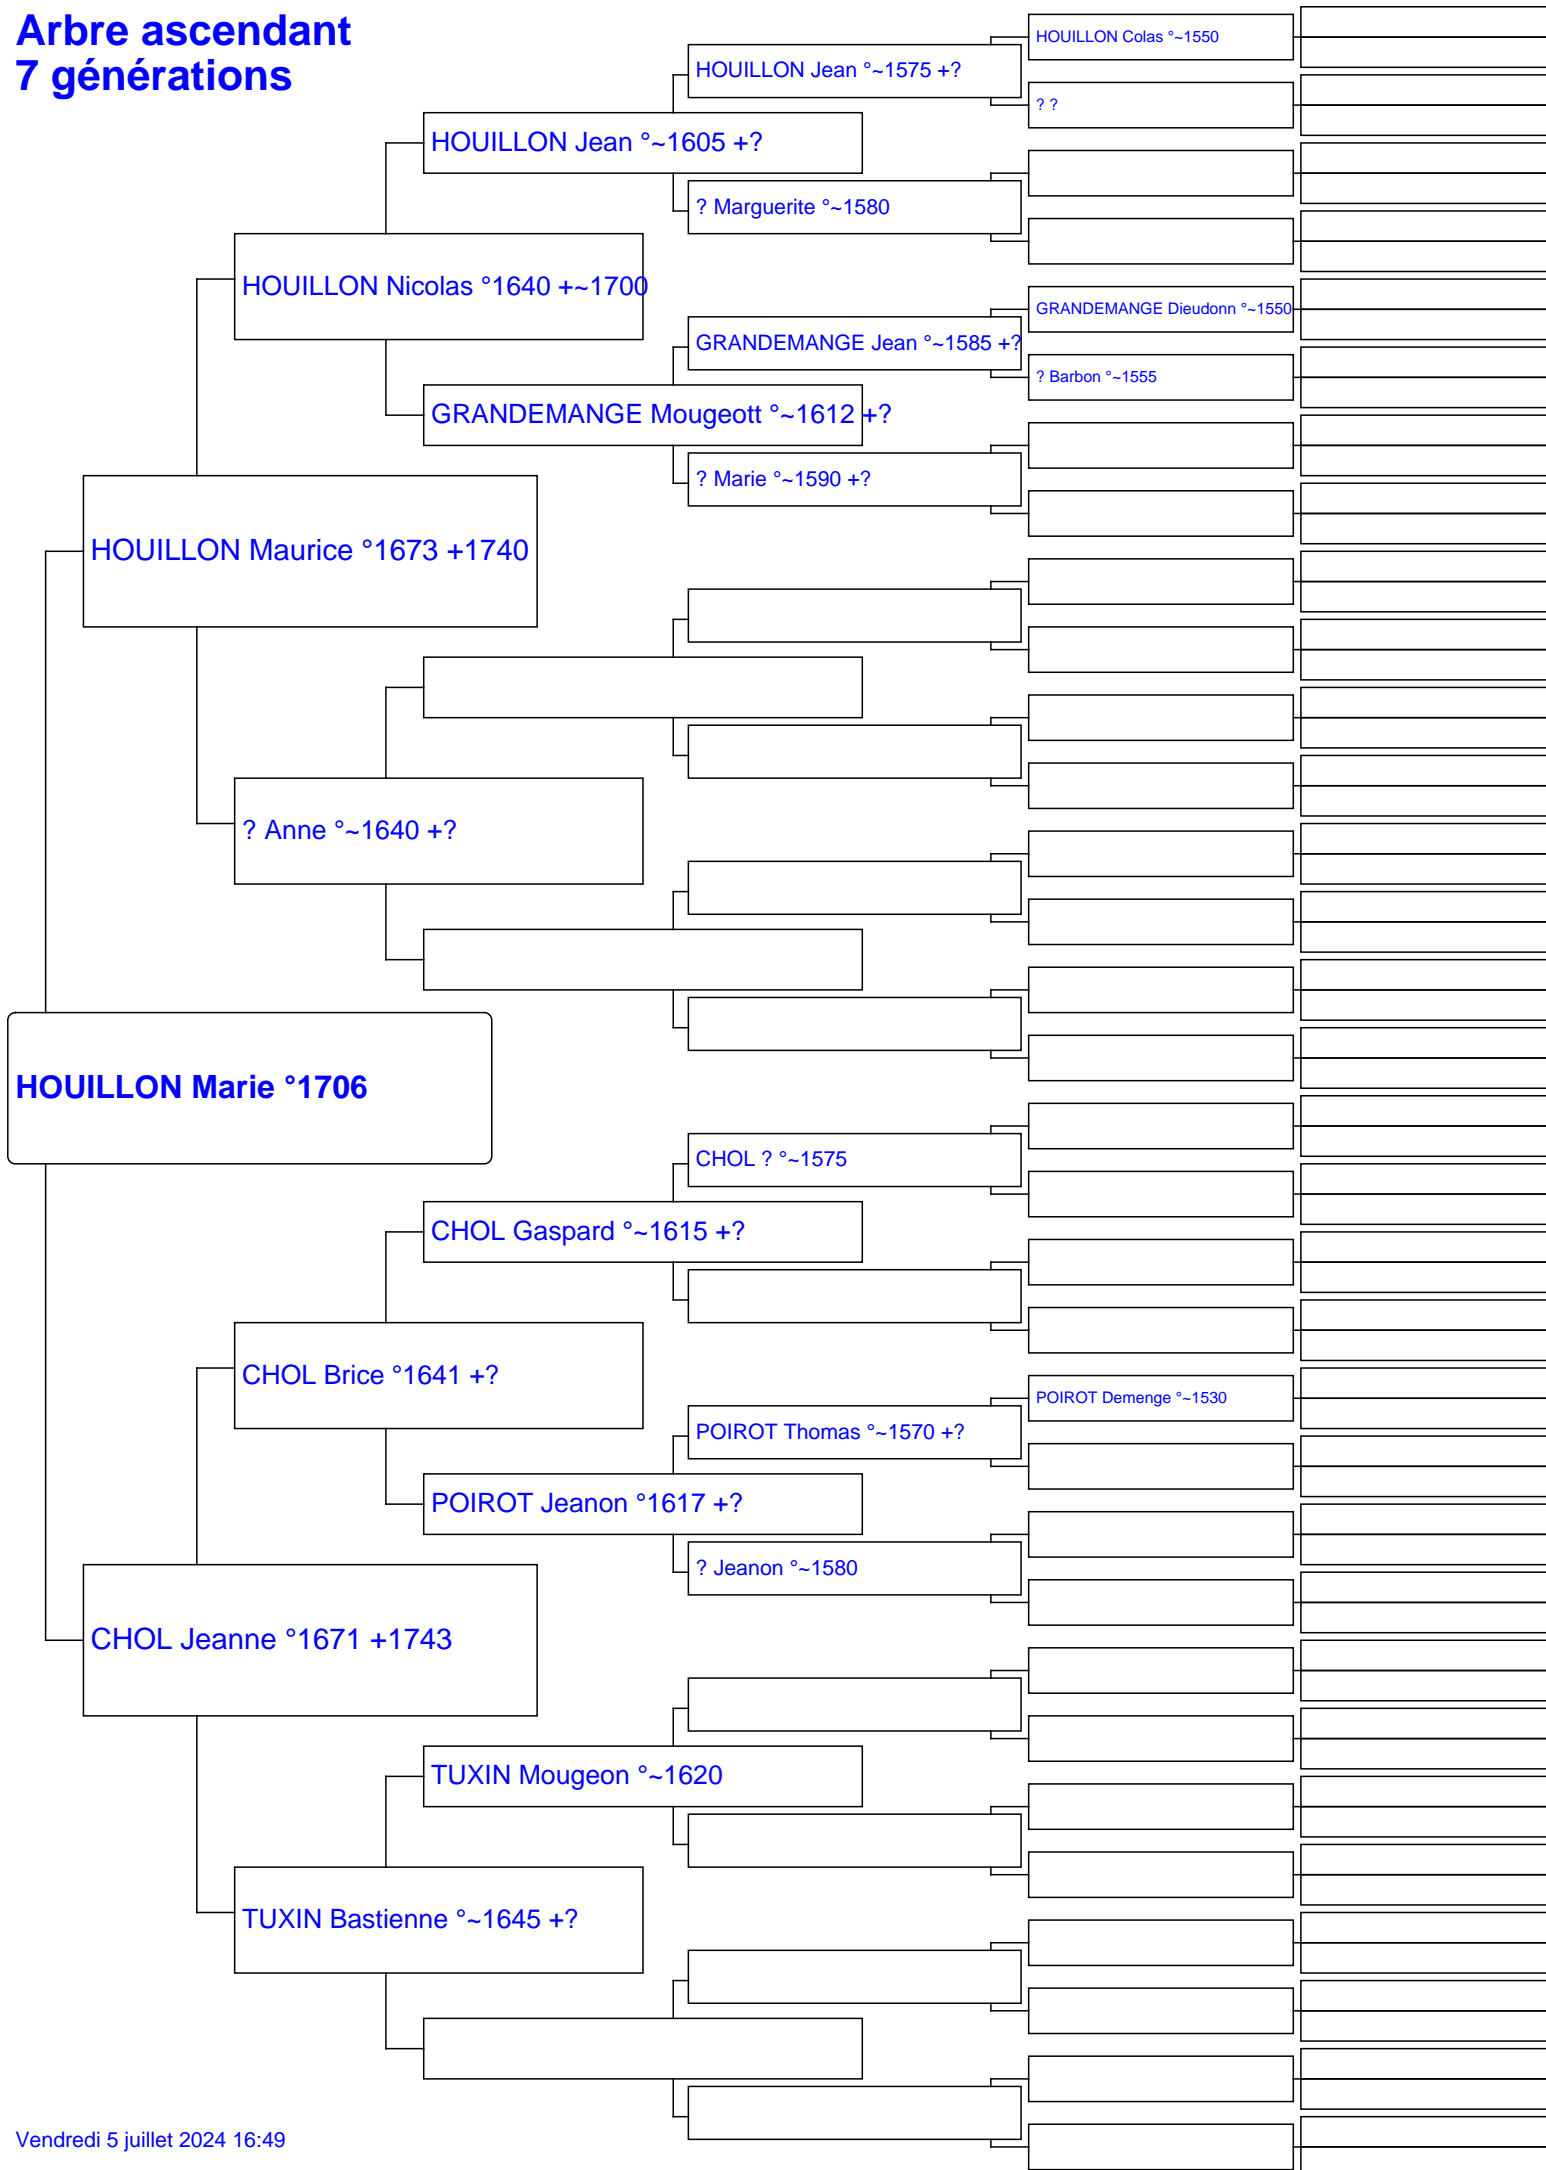 Arbre ascendant
7 générations
HOUILLON Colas °~1550
HOUILLON Jean °~1575 +?
? ?
HOUILLON Jean °~1605 +?
? Marguerite °~1580
HOUILLON Nicolas °1640 +~1700
GRANDEMANGE Dieudonn °~1550
GRANDEMANGE Jean °~1585 +?
? Barbon °~1555
GRANDEMANGE Mougeott °~1612 +?
? Marie °~1590 +?
HOUILLON Maurice °1673 +1740
? Anne °~1640 +?
HOUILLON Marie °1706
CHOL ? °~1575
CHOL Gaspard °~1615 +?
CHOL Brice °1641 +?
POIROT Demenge °~1530
POIROT Thomas °~1570 +?
POIROT Jeanon °1617 +?
? Jeanon °~1580
CHOL Jeanne °1671 +1743
TUXIN Mougeon °~1620
TUXIN Bastienne °~1645 +?
Vendredi 5 juillet 2024 16:49